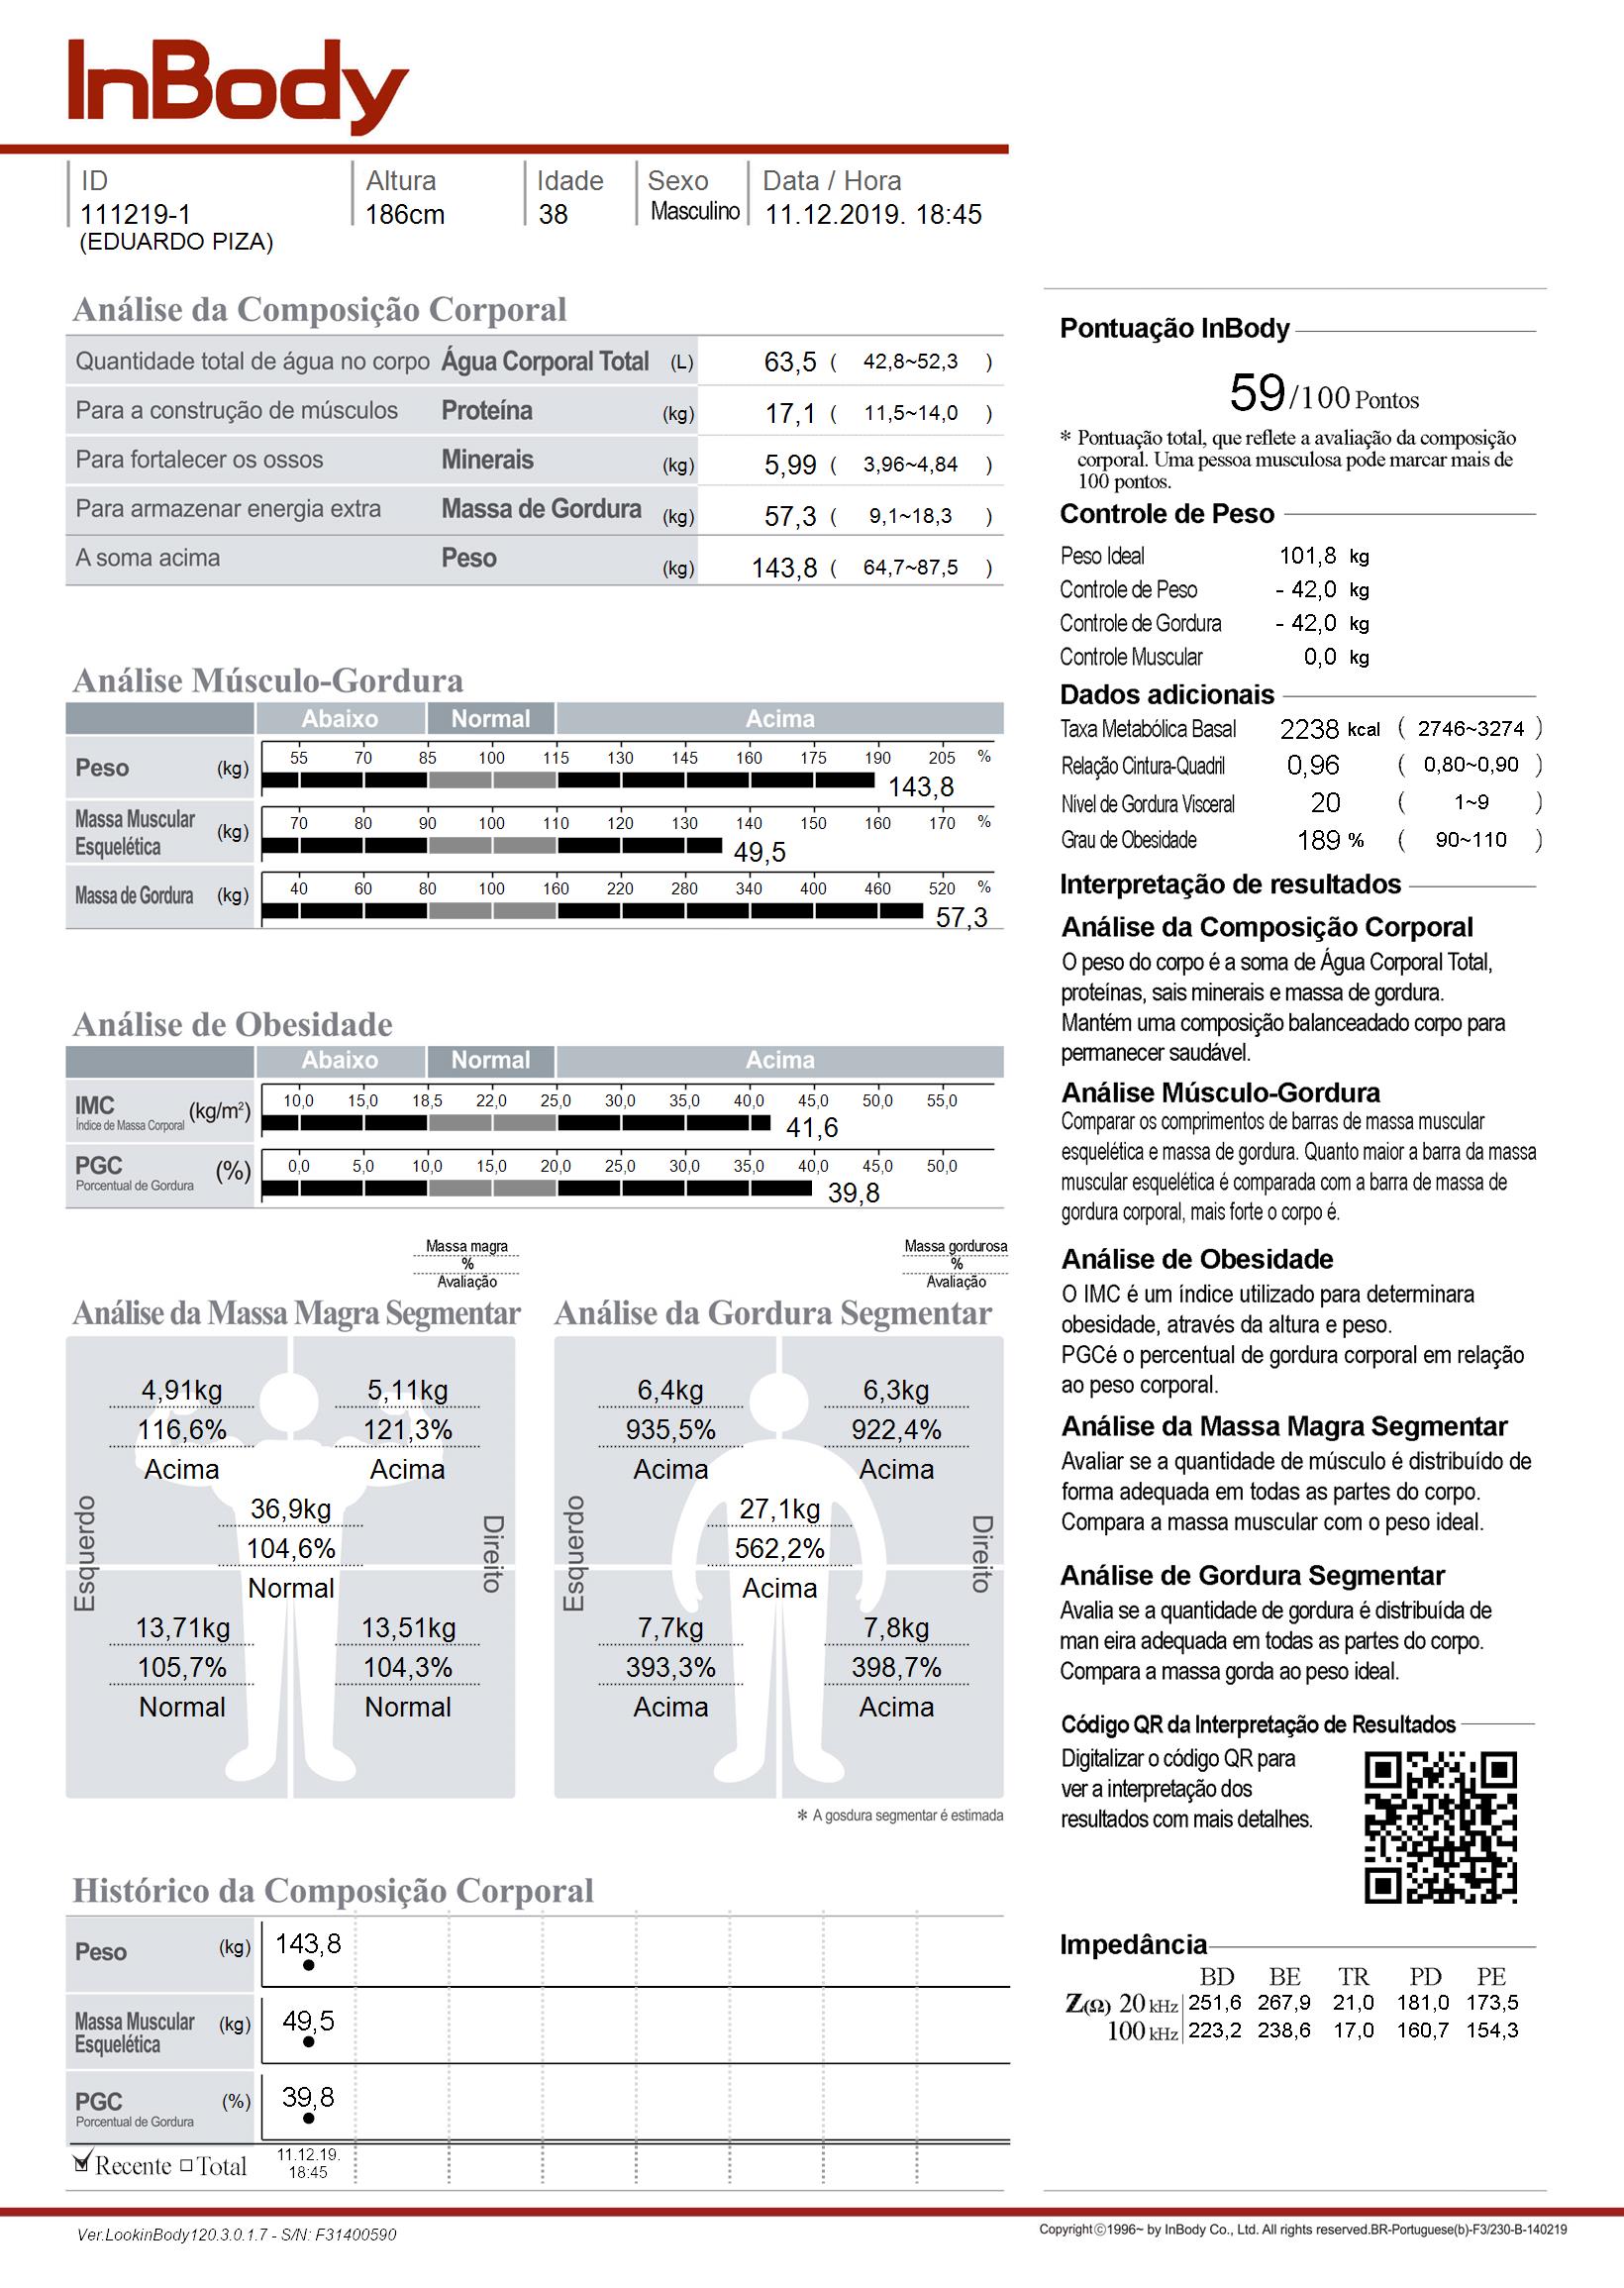 InBody
ID Altura Idade Sexo Data / Hora
111219-1 186cm 38 Masculino 11.12.2019. 18:45
(EDUARDO PIZA)
Análise da Composição Corporal
Quantidade total de água no corpo Água Corporal Total (L) 63,5 ( 42,8~52,3 )
Para a construção de músculos Proteína (kg) 17,1 ( 11,5~14,0 )
Para fortalecer os ossos Minerais (kg) 5,99 ( 3,96~4,84 )
Para armazenar energia extra Massa de Gordura (kg) 57,3 ( 9,1~18,3 )
A soma acima Peso (kg) 143,8 ( 64,7~87,5 )
Análise Músculo-Gordura
Abaixo Normal Acima
Peso (kg) 55 70 85 100 115 130 145 160 175 190 205 %
143,8
Massa Muscular Esquelética (kg) 70 80 90 100 110 120 130 140 150 160 170 %
49,5
Massa de Gordura (kg) 40 60 80 100 160 220 280 340 400 460 520 %
57,3
Análise de Obesidade
Abaixo Normal Acima
IMC (kg/m²) 10,0 15,0 18,5 22,0 25,0 30,0 35,0 40,0 45,0 50,0 55,0
Índice de Massa Corporal 41,6
PGC (%) 0,0 5,0 10,0 15,0 20,0 25,0 30,0 35,0 40,0 45,0 50,0
Porcentual de Gordura 39,8
Massa magra
%
Avaliação
Análise da Massa Magra Segmentar
4,91kg 5,11kg
116,6% 121,3%
Acima Acima
36,9kg
104,6%
Normal
Esquerdo Direito
13,71kg 13,51kg
105,7% 104,3%
Normal Normal
Massa gordurosa
%
Avaliação
Análise da Gordura Segmentar
6,4kg 6,3kg
935,5% 922,4%
Acima Acima
27,1kg
562,2%
Acima
Esquerdo Direito
7,7kg 7,8kg
393,3% 398,7%
Acima Acima
* A gosdura segmentar é estimada
Histórico da Composição Corporal
Peso (kg) 143,8
Massa Muscular Esquelética (kg) 49,5
PGC (%) 39,8
Porcentual de Gordura
Recente Total 11.12.19.
18:45
Pontuação InBody
59/100 Pontos
* Pontuação total, que reflete a avaliação da composição
corporal. Uma pessoa musculosa pode marcar mais de
100 pontos.
Controle de Peso
Peso Ideal 101,8 kg
Controle de Peso - 42,0 kg
Controle de Gordura - 42,0 kg
Controle Muscular 0,0 kg
Dados adicionais
Taxa Metabólica Basal 2238 kcal ( 2746~3274 )
Relação Cintura-Quadril 0,96 ( 0,80~0,90 )
Nível de Gordura Visceral 20 ( 1~9 )
Grau de Obesidade 189 % ( 90~110 )
Interpretação de resultados
Análise da Composição Corporal
O peso do corpo é a soma de Água Corporal Total,
proteínas, sais minerais e massa de gordura.
Mantém uma composição balanceadado corpo para
permanecer saudável.
Análise Músculo-Gordura
Comparar os comprimentos de barras de massa muscular
esquelética e massa de gordura. Quanto maior a barra da massa
muscular esquelética é comparada com a barra de massa de
gordura corporal, mais forte o corpo é.
Análise de Obesidade
O IMC é um índice utilizado para determinara
obesidade, através da altura e peso.
PGCé o percentual de gordura corporal em relação
ao peso corporal.
Análise da Massa Magra Segmentar
Avaliar se a quantidade de músculo é distribuído de
forma adequada em todas as partes do corpo.
Compara a massa muscular com o peso ideal.
Análise de Gordura Segmentar
Avalia se a quantidade de gordura é distribuída de
man eira adequada em todas as partes do corpo.
Compara a massa gorda ao peso ideal.
Código QR da Interpretação de Resultados
Digitalizar o código QR para
ver a interpretação dos
resultados com mais detalhes.
Impedância
BD BE TR PD PE
Z(Ω) 20 kHz 251,6 267,9 21,0 181,0 173,5
100 kHz 223,2 238,6 17,0 160,7 154,3
Ver.LookinBody120.3.0.1.7 - S/N: F31400590
Copyright©1996~ by InBody Co., Ltd. All rights reserved.BR-Portuguese(b)-F3/230-B-140219